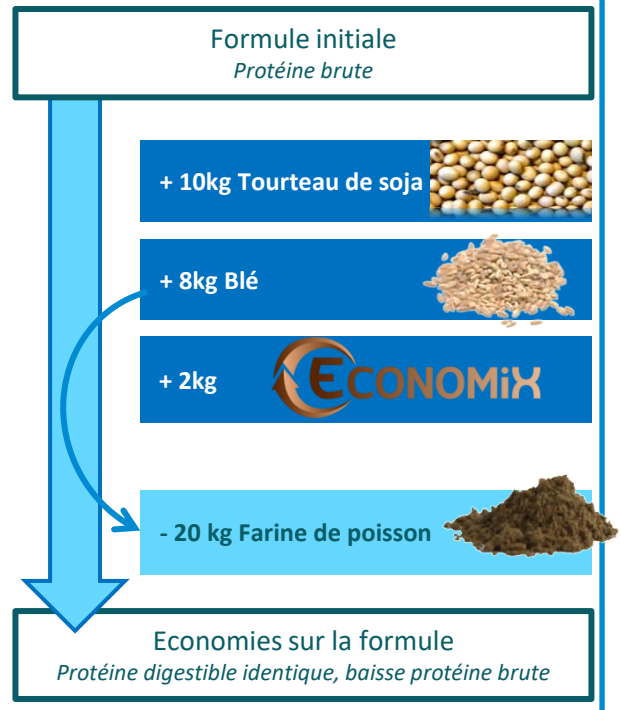 Formule initiale
Protéine brute
+ 10kg Tourteau de soja
+ 8kg Blé
+ 2kg ECONOMiX
- 20 kg Farine de poisson
Economies sur la formule
Protéine digestible identique, baisse protéine brute